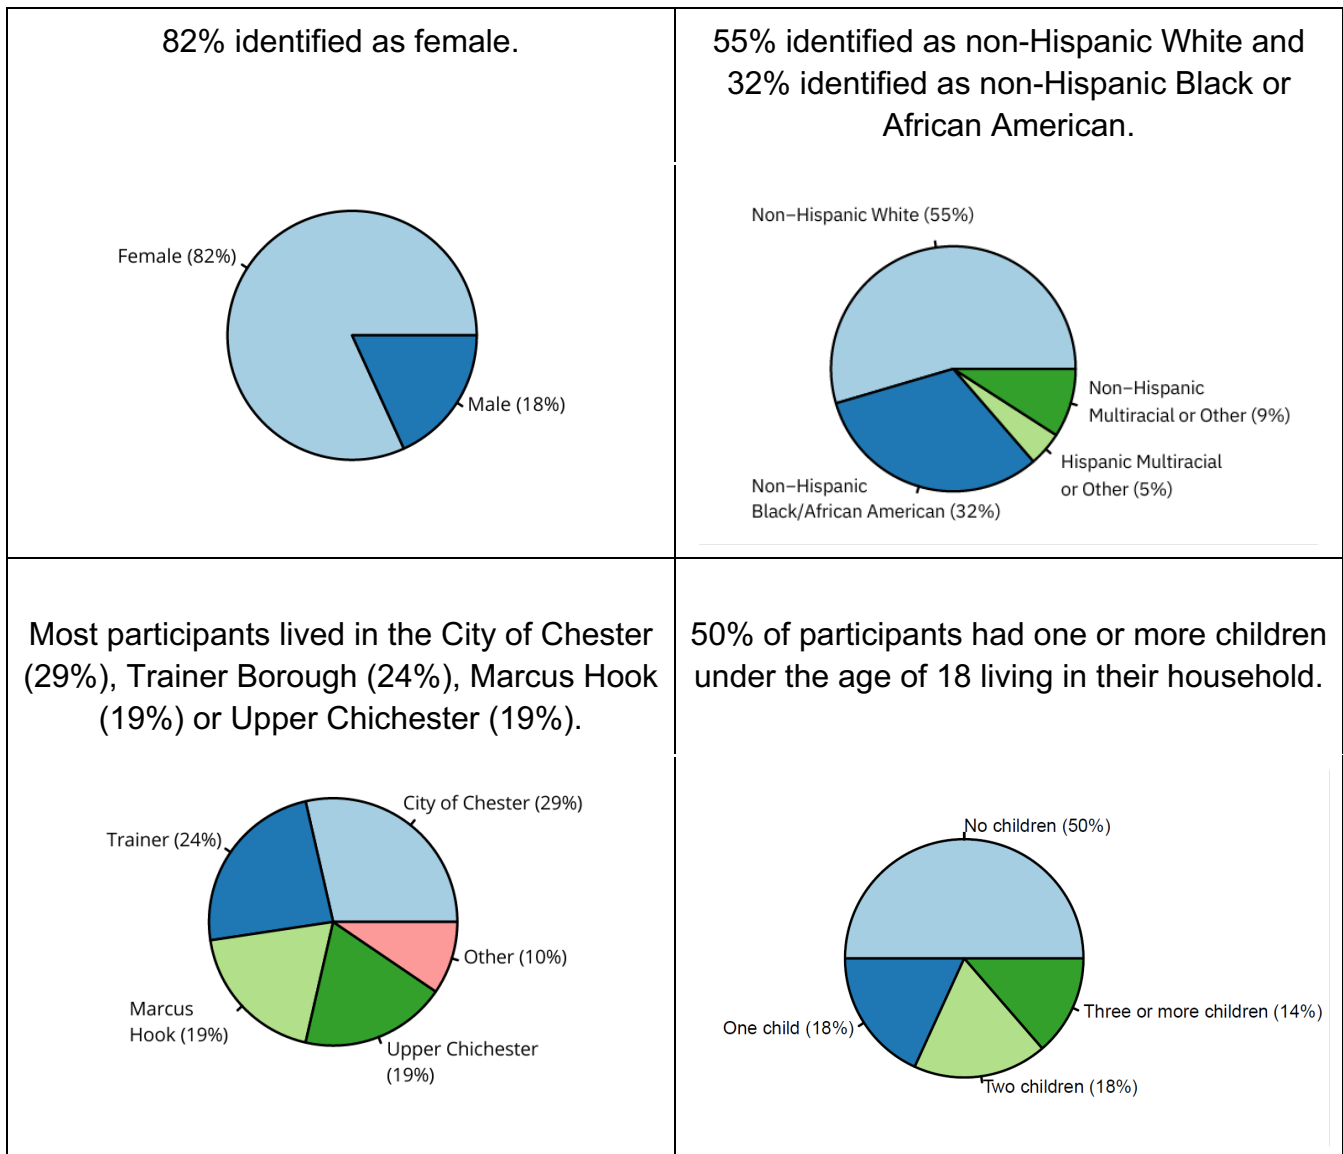 82% identified as female.
Female (82%)
Male (18%)
55% identified as non-Hispanic White and
32% identified as non-Hispanic Black or
African American.
Non–Hispanic White (55%)
Non–Hispanic
Multiracial or Other (9%)
Hispanic Multiracial
or Other (5%)
Non–Hispanic
Black/African American (32%)
Most participants lived in the City of Chester
(29%), Trainer Borough (24%), Marcus Hook
(19%) or Upper Chichester (19%).
City of Chester (29%)
Trainer (24%)
Other (10%)
Marcus
Hook (19%)
Upper Chichester
(19%)
50% of participants had one or more children
under the age of 18 living in their household.
No children (50%)
Three or more children (14%)
One child (18%)
Two children (18%)